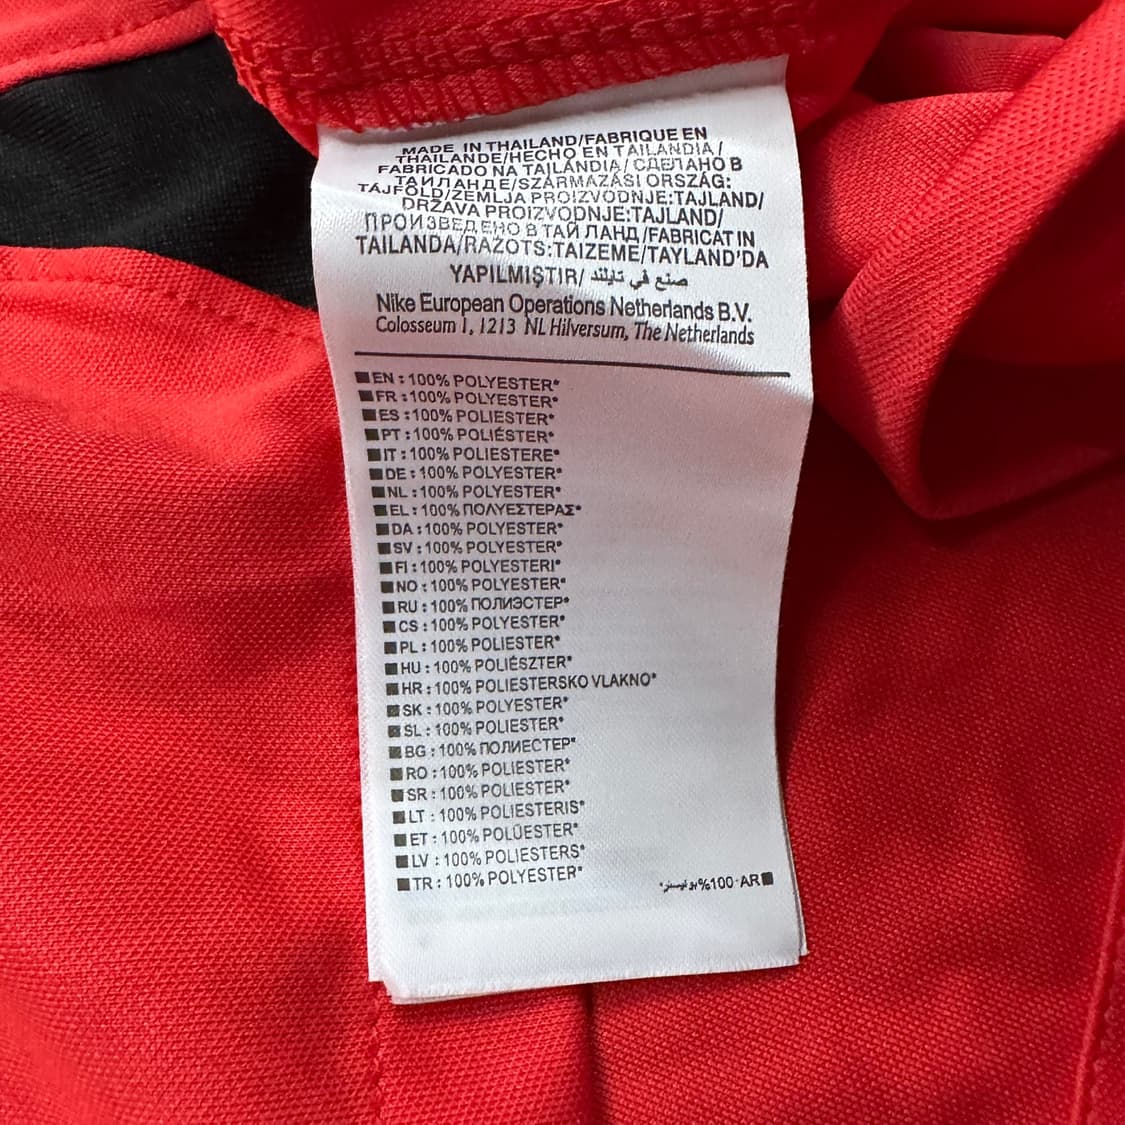 MADE IN THAILAND/FABRIQUE EN
THAILANDE/HECHO EN TAILANDIA/
FABRICADO NA TAILÂNDIA/СДЕЛАНО В
ТАИЛАНДЕ/SZÁRMAZÁSI ORSZÁG:
TÁJFÖLD/ZEMLJA PROIZVODNJE:TAJLAND/
DRŽAVA PROIZVODNJE:TAJLAND/
ПРОИЗВЕДЕНО В ТАЙЛАНД/FABRICAT IN
TAILANDA/RAŽOTS:TAIZEME/TAYLAND'DA
YAPILMIŞTIR/ صنع في تايلند
Nike European Operations Netherlands B.V.
Colosseum 1, 1213 NL Hilversum, The Netherlands
EN : 100% POLYESTER*
FR : 100% POLYESTER*
ES : 100% POLIÉSTER*
PT : 100% POLIÉSTER*
IT : 100% POLIESTERE*
DE : 100% POLYESTER*
NL : 100% POLYESTER*
EL : 100% ΠΟΛΥΕΣΤΕΡΑΣ*
DA : 100% POLYESTER*
SV : 100% POLYESTER*
FI : 100% POLYESTERI*
NO : 100% POLYESTER*
RU : 100% ПОЛИЭСТЕР*
CS : 100% POLYESTER*
PL : 100% POLIESTER*
HU : 100% POLIÉSZTER*
HR : 100% POLIESTERSKO VLAKNO*
SK : 100% POLYESTER*
SL : 100% POLIESTER*
BG : 100% ПОЛИЕСТЕР*
RO : 100% POLIESTER*
SR : 100% POLIESTER*
LT : 100% POLIESTERIS*
ET : 100% POLÜESTER*
LV : 100% POLIESTERS*
TR : 100% POLYESTER*
%100 · AR